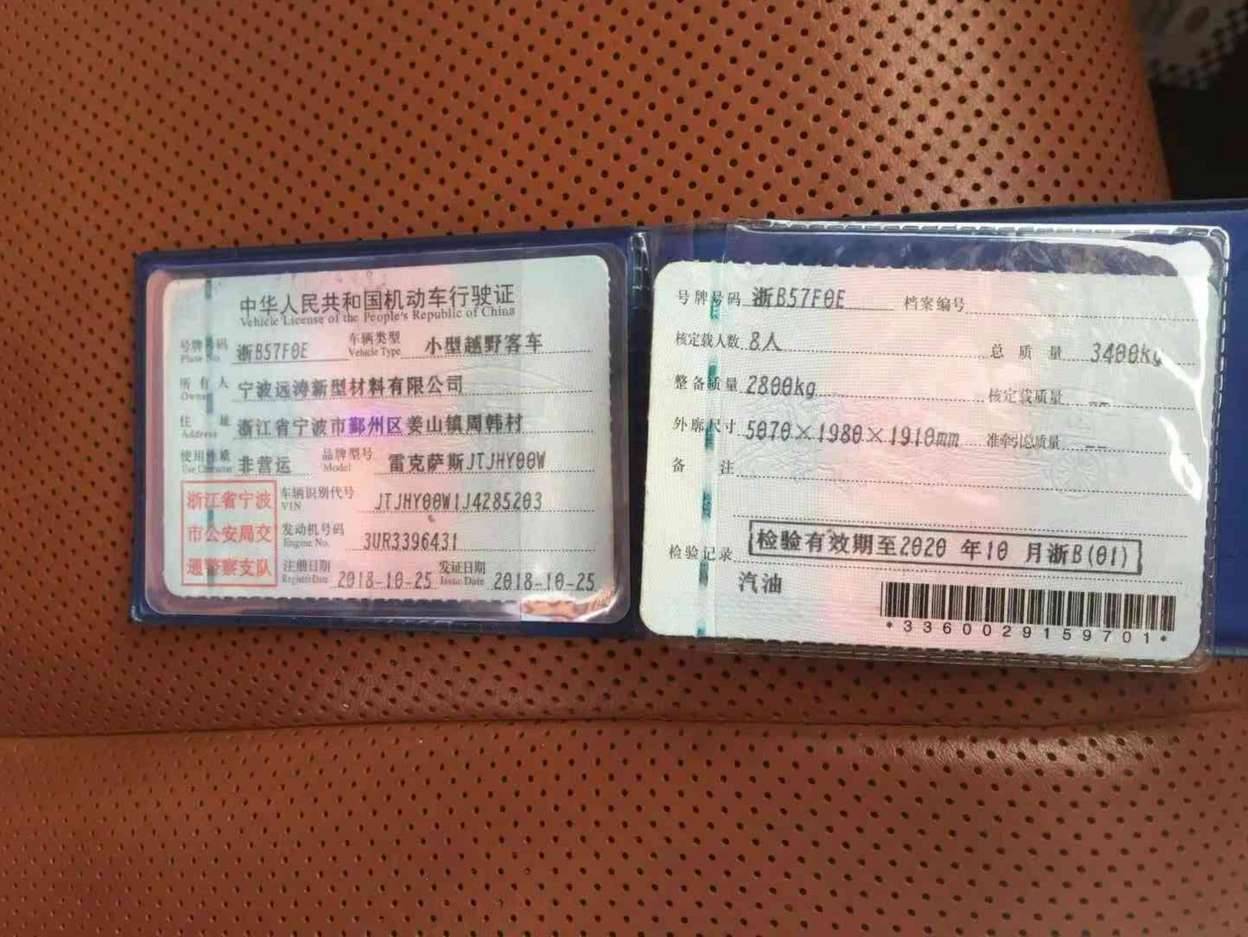 中华人民共和国机动车行驶证
Vehicle License of the People's Republic of China
号牌号码 浙B57F0E 车辆类型 小型越野客车
Plate No. Vehicle Type
所有人 宁波远涛新型材料有限公司
Owner
住址 浙江省宁波市鄞州区姜山镇周韩村
Address
使用性质 非营运 品牌型号 雷克萨斯JTJHY00W
Use Character Model
浙江省宁波
市公安局交
通警察支队
车辆识别代号 JTJHY00W1J4285203
VIN
发动机号码 3UR3396431
Engine No.
注册日期 2018-10-25 发证日期 2018-10-25
Register Date Issue Date
号牌号码 浙B57F0E 档案编号
核定载人数 8人 总质量 3400kg
整备质量 2800kg 核定载质量 --
外廓尺寸 5070×1980×1910mm 准牵引总质量 --
备注
检验记录 检验有效期至2020 年10 月浙B(01)
汽油
*3360029159701*